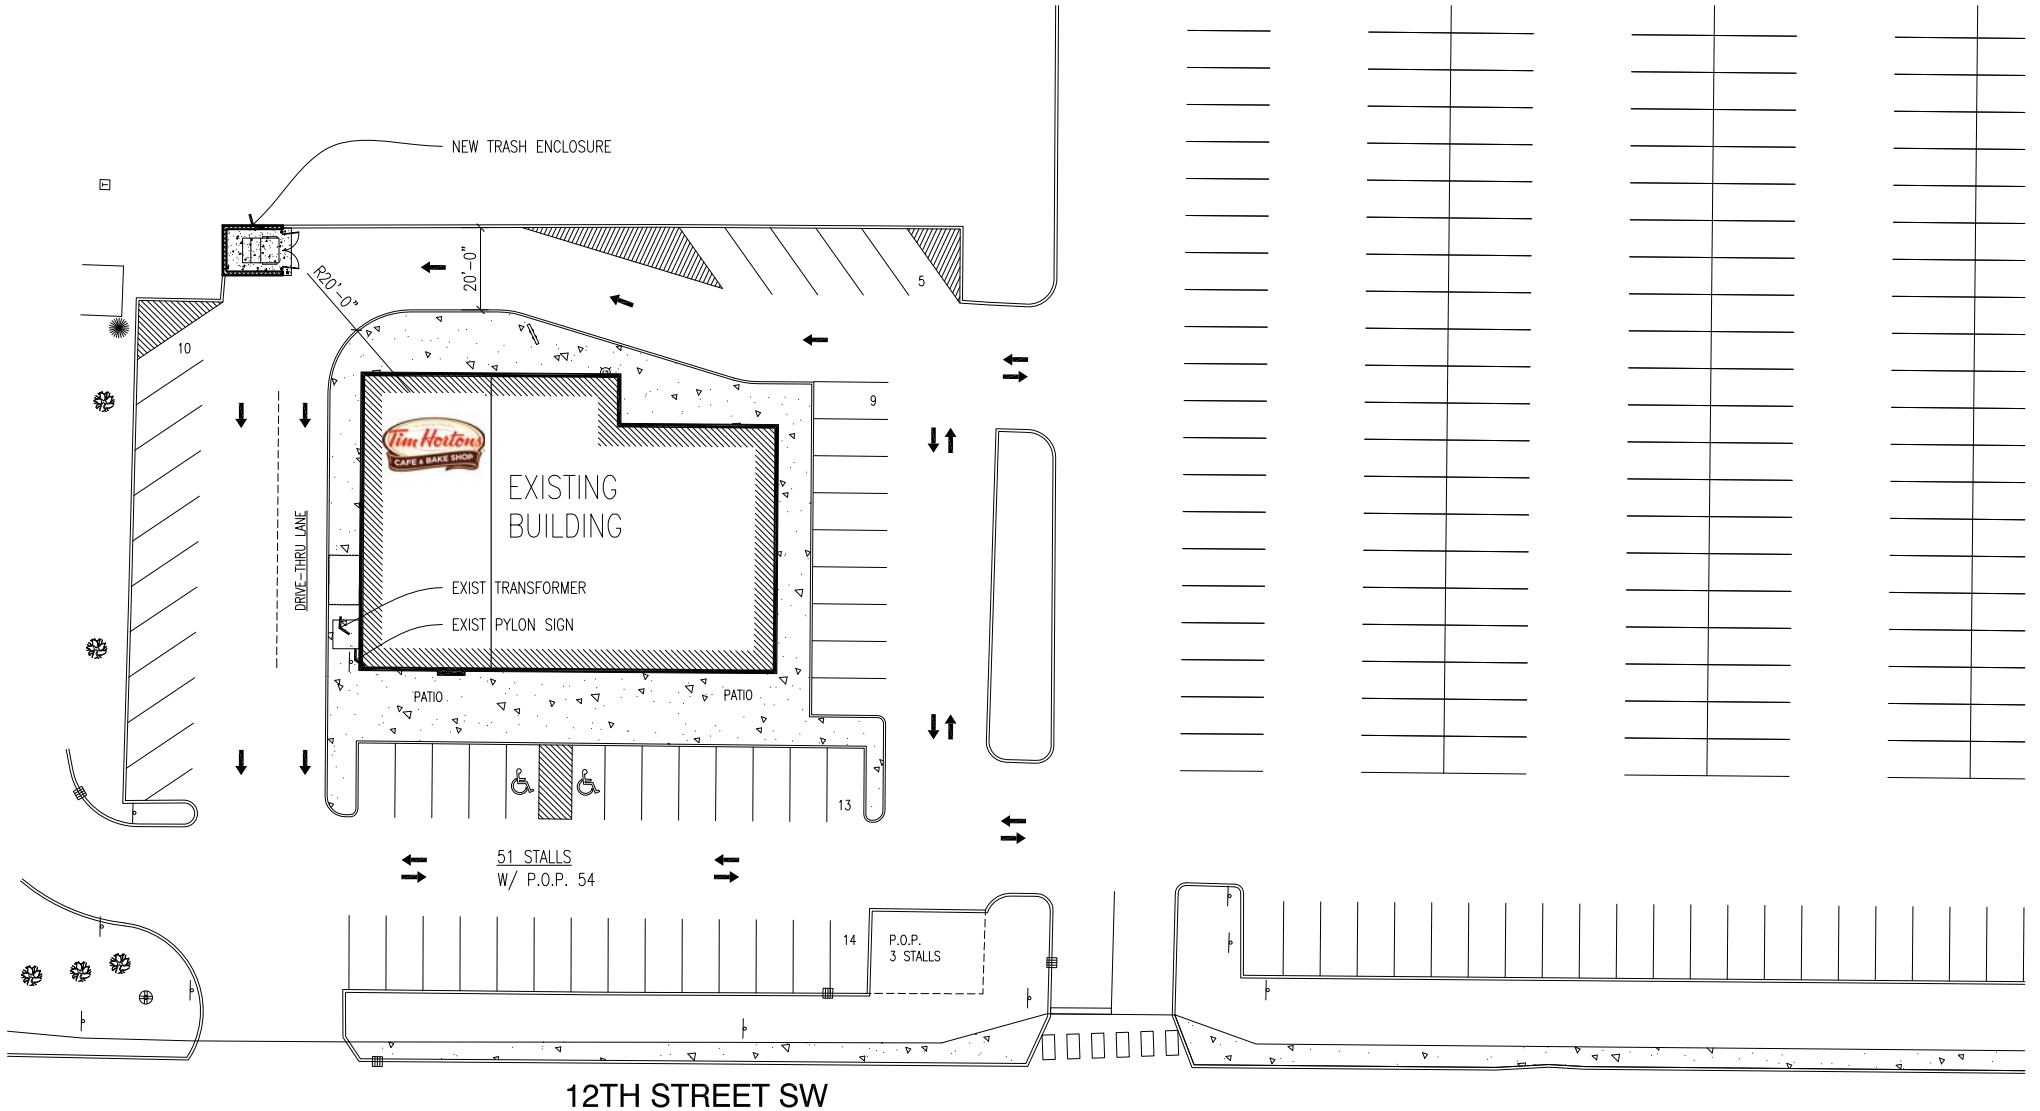 NEW TRASH ENCLOSURE
T
R20'-0"
20'-0"
5
10
9
Tim Hortons
CAFE & BAKE SHOP
EXISTING
BUILDING
DRIVE-THRU LANE
EXIST TRANSFORMER
EXIST PYLON SIGN
PATIO
PATIO
13
51 STALLS
W/ P.O.P. 54
14
P.O.P.
3 STALLS
12TH STREET SW